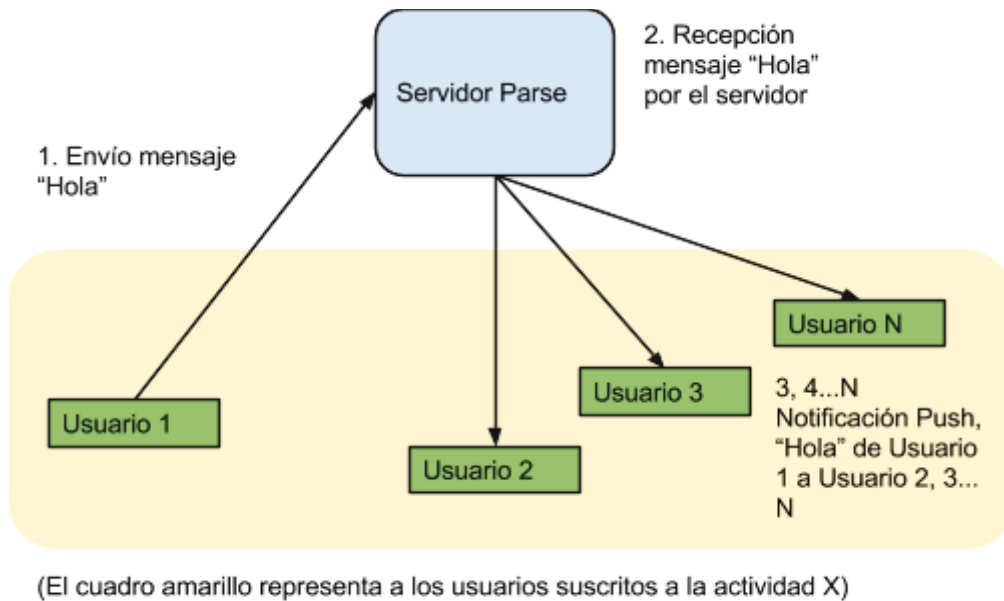 Servidor Parse
2. Recepción
mensaje “Hola”
por el servidor
1. Envío mensaje
“Hola”
Usuario N
Usuario 3
Usuario 1
Usuario 2
3, 4...N
Notificación Push,
“Hola” de Usuario
1 a Usuario 2, 3...
N
(El cuadro amarillo representa a los usuarios suscritos a la actividad X)